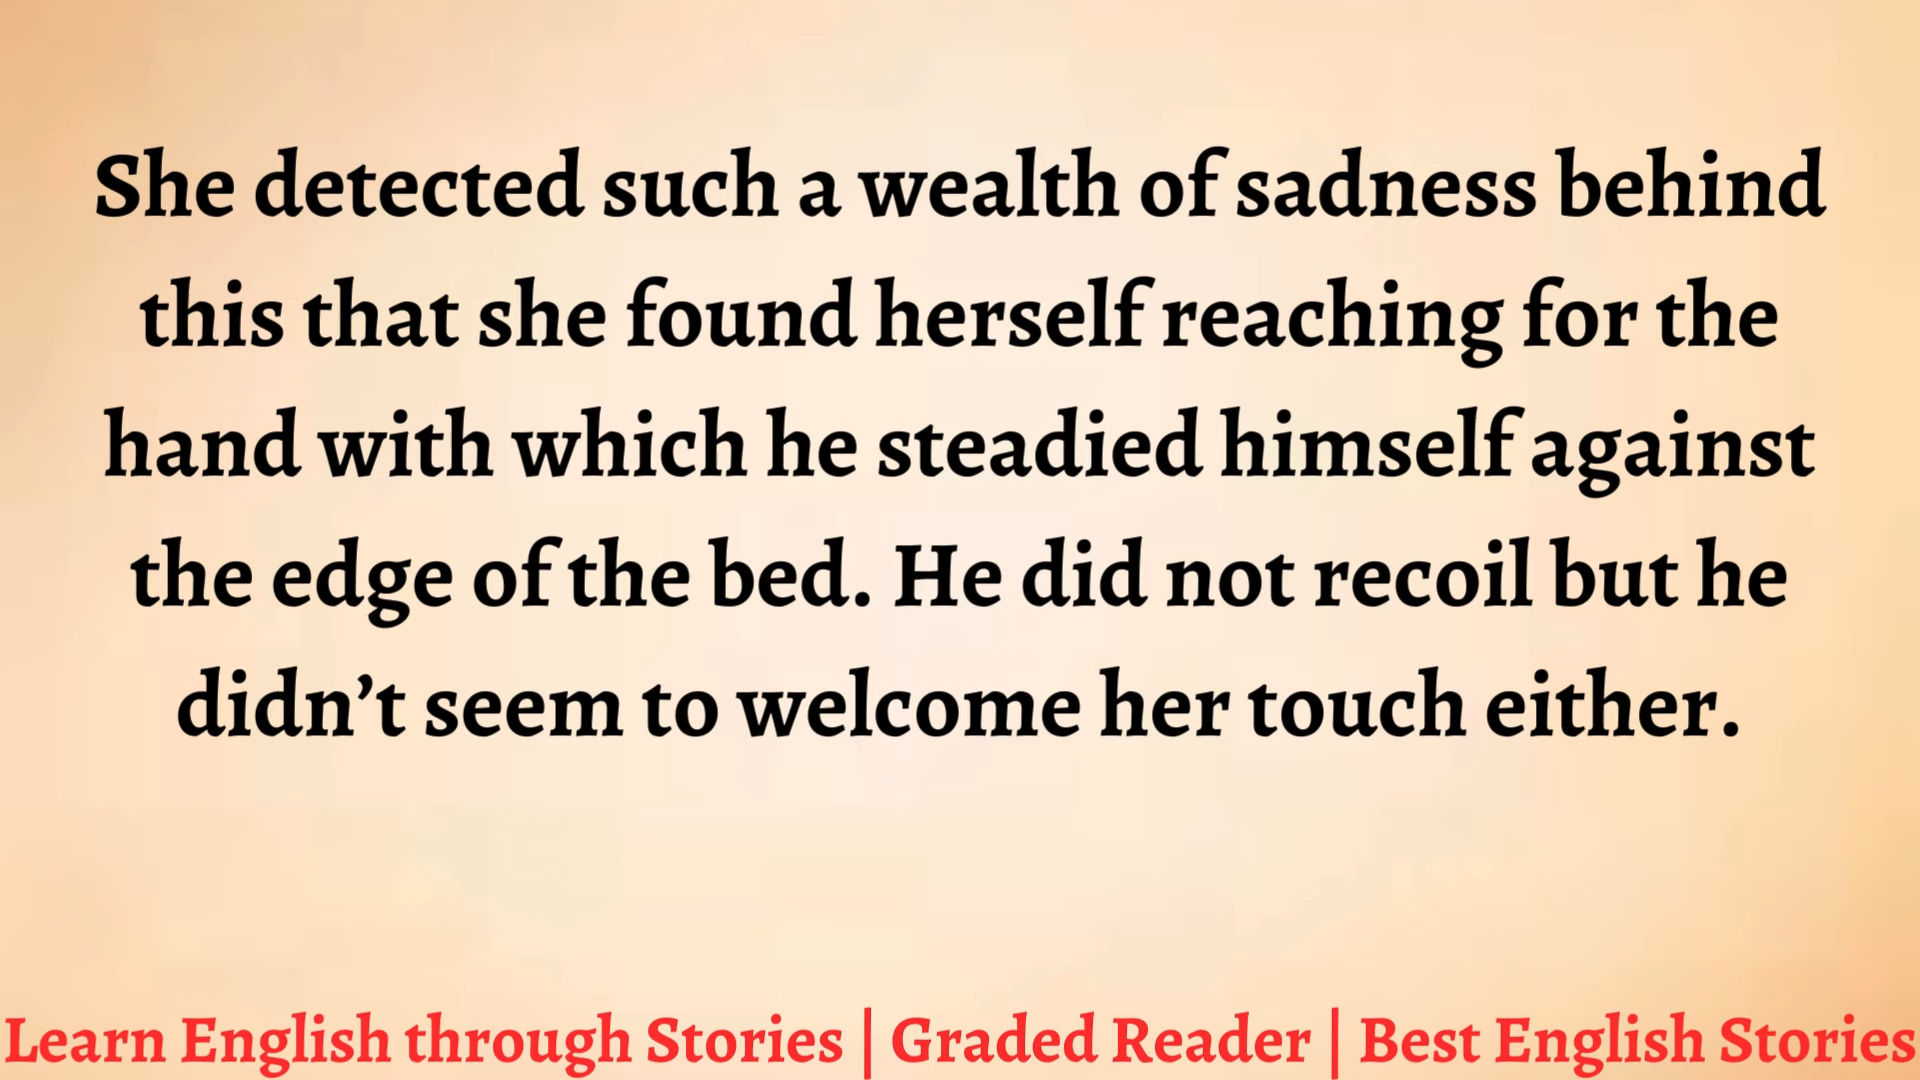 She detected such a wealth of sadness behind
this that she found herself reaching for the
hand with which he steadied himself against
the edge of the bed. He did not recoil but he
didn’t seem to welcome her touch either.
Learn English through Stories | Graded Reader | Best English Stories